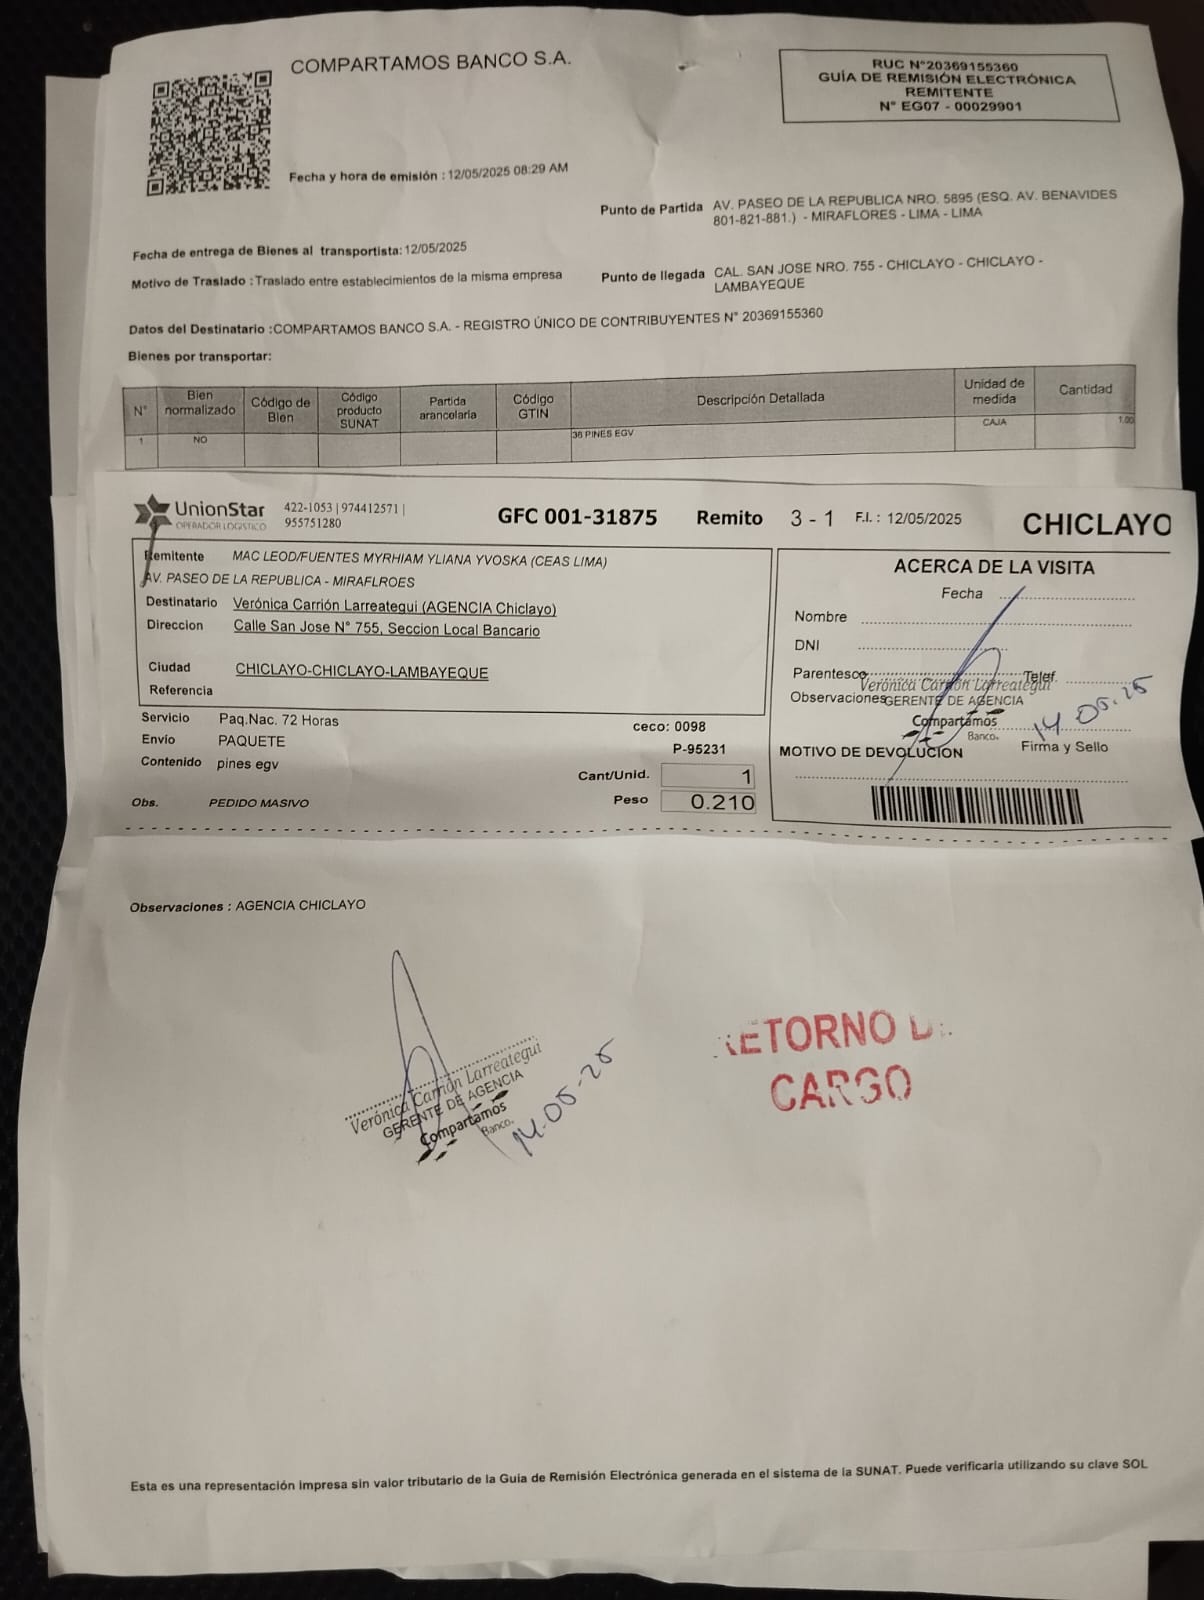 COMPARTAMOS BANCO S.A.
RUC N°20369155360
GUÍA DE REMISIÓN ELECTRÓNICA
REMITENTE
N° EG07 - 00029901
Fecha y hora de emisión : 12/05/2025 08:29 AM
Punto de Partida AV. PASEO DE LA REPUBLICA NRO. 5895 (ESQ. AV. BENAVIDES
801-821-881.) - MIRAFLORES - LIMA - LIMA
Fecha de entrega de Bienes al transportista: 12/05/2025
Motivo de Traslado : Traslado entre establecimientos de la misma empresa
Punto de llegada CAL. SAN JOSE NRO. 755 - CHICLAYO - CHICLAYO -
LAMBAYEQUE
Datos del Destinatario :COMPARTAMOS BANCO S.A. - REGISTRO ÚNICO DE CONTRIBUYENTES N° 20369155360
Bienes por transportar:
N° Bien normalizado Código de Bien Código producto SUNAT Partida arancelaria Código GTIN Descripción Detallada Unidad de medida Cantidad
1 NO 36 PINES EGV CAJA 1.00
UnionStar
OPERADOR LOGISTICO
422-1053 | 974412571 |
955751280
GFC 001-31875 Remito 3 - 1 F.I. : 12/05/2025 CHICLAYO
Remitente MAC LEOD/FUENTES MYRHIAM YLIANA YVOSKA (CEAS LIMA)
AV. PASEO DE LA REPUBLICA - MIRAFLROES
Destinatario Verónica Carrión Larreategui (AGENCIA Chiclayo)
Direccion Calle San Jose N° 755, Seccion Local Bancario
Ciudad CHICLAYO-CHICLAYO-LAMBAYEQUE
Referencia
Servicio Paq.Nac. 72 Horas
Envio PAQUETE
Contenido pines egv
Obs. PEDIDO MASIVO
ceco: 0098
P-95231
Cant/Unid. 1
Peso 0.210
ACERCA DE LA VISITA
Fecha
Nombre
DNI
Parentesco Telef.
Verónica Carrión Larreategui
Observaciones GERENTE DE AGENCIA
Compartamos
Banco.
14.05.25
MOTIVO DE DEVOLUCION Firma y Sello
Observaciones : AGENCIA CHICLAYO
Verónica Carrión Larreategui
GERENTE DE AGENCIA
Compartamos
Banco.
14-05-25
RETORNO DE
CARGO
Esta es una representación impresa sin valor tributario de la Guia de Remisión Electrónica generada en el sistema de la SUNAT. Puede verificarla utilizando su clave SOL